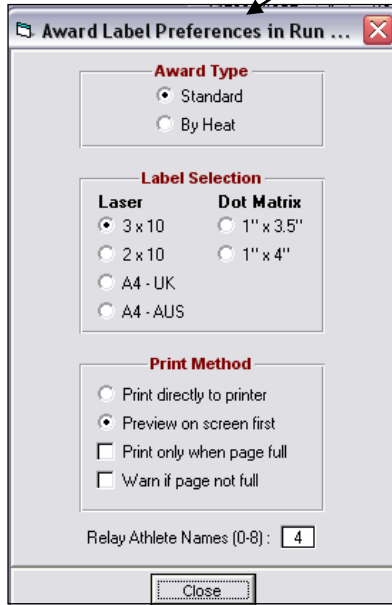 Award Label Preferences in Run ...
Award Type
Standard
By Heat
Label Selection
Laser Dot Matrix
3 x 10 1" x 3.5"
2 x 10 1" x 4"
A4 - UK
A4 - AUS
Print Method
Print directly to printer
Preview on screen first
Print only when page full
Warn if page not full
Relay Athlete Names (0-8) : 4
Close